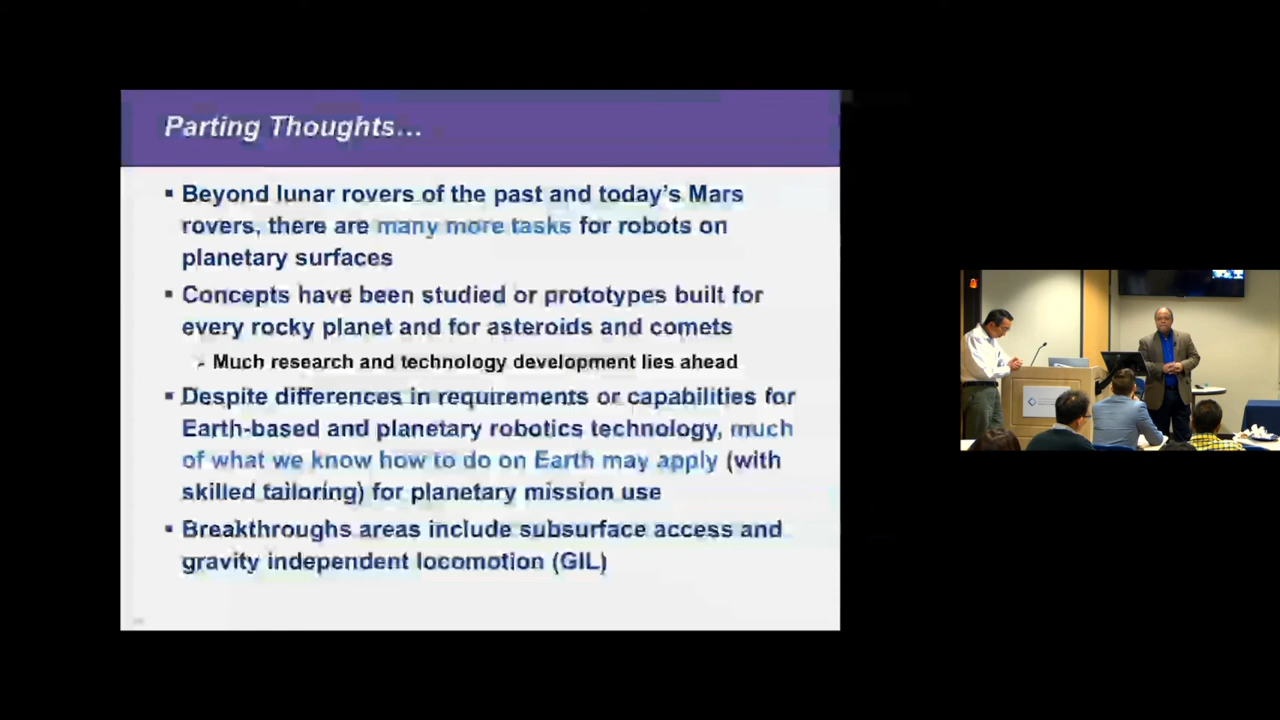 Parting Thoughts…
▪ Beyond lunar rovers of the past and today's Mars
rovers, there are many more tasks for robots on
planetary surfaces
▪ Concepts have been studied or prototypes built for
every rocky planet and for asteroids and comets
➢ Much research and technology development lies ahead
▪ Despite differences in requirements or capabilities for
Earth-based and planetary robotics technology, much
of what we know how to do on Earth may apply (with
skilled tailoring) for planetary mission use
▪ Breakthroughs areas include subsurface access and
gravity independent locomotion (GIL)